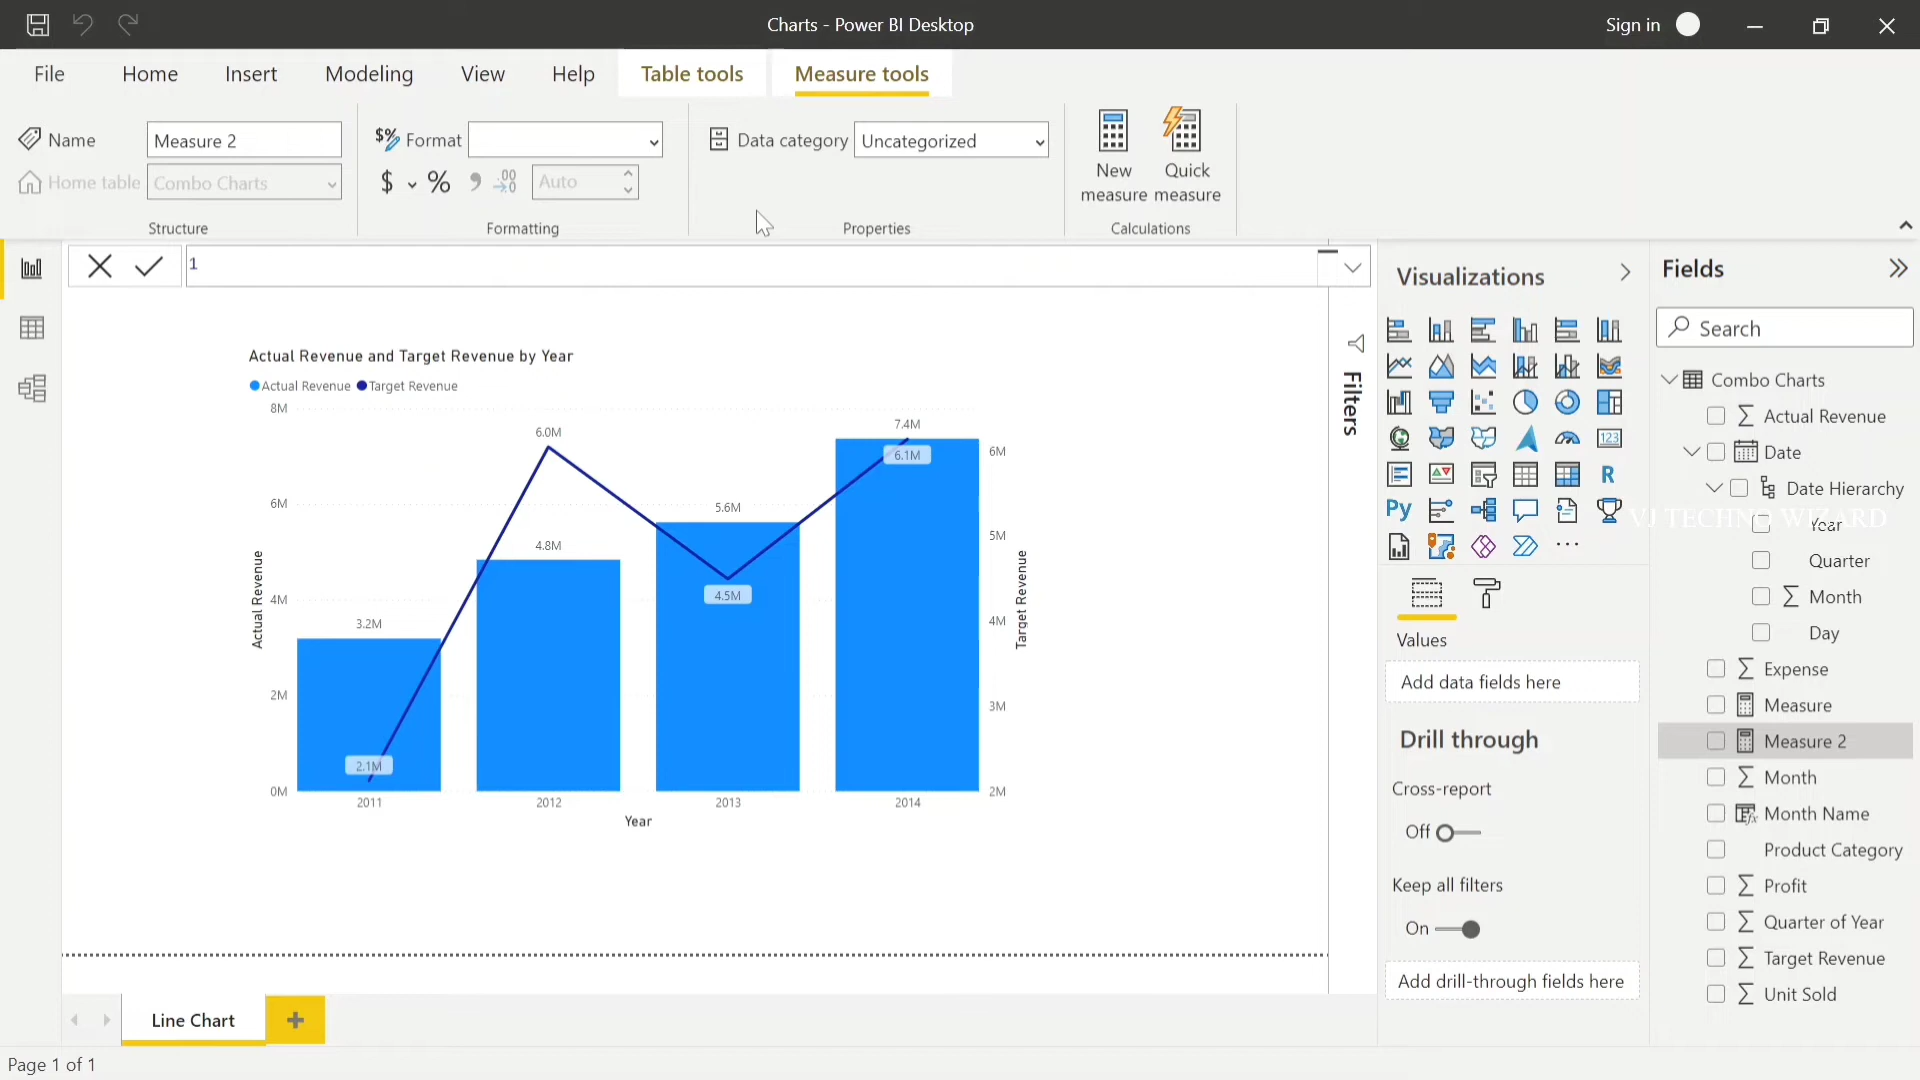 Charts - Power BI Desktop
Sign in
File Home Insert Modeling View Help Table tools Measure tools
Name Measure 2
Home table Combo Charts
Structure
$% Format
$ % 9 .00 →.0 Auto
Formatting
Data category Uncategorized
Properties
New measure
Quick measure
Calculations
1
Actual Revenue and Target Revenue by Year
Actual Revenue Target Revenue
8M
6M
4M
2M
0M
Actual Revenue
3.2M
4.8M
5.6M
7.4M
2.1M
6.0M
4.5M
6.1M
6M
5M
4M
3M
2M
Target Revenue
2011 2012 2013 2014
Year
Filters
Visualizations
123
R
Py
Values
Add data fields here
Drill through
Cross-report
Off
Keep all filters
On
Add drill-through fields here
Fields
Search
Combo Charts
Actual Revenue
Date
Date Hierarchy
VJ TECHNO WIZARD
Year
Quarter
Month
Day
Expense
Measure
Measure 2
Month
Month Name
Product Category
Profit
Quarter of Year
Target Revenue
Unit Sold
Line Chart
Page 1 of 1